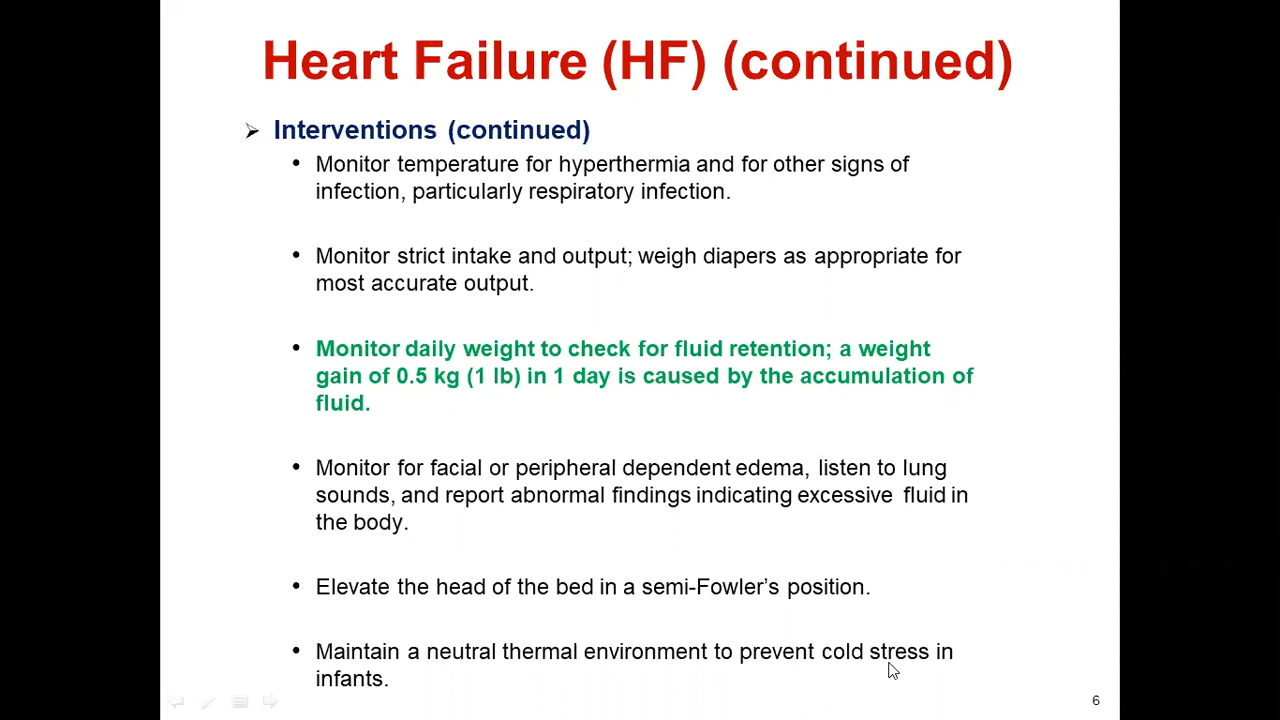 Heart Failure (HF) (continued)
Interventions (continued)
• Monitor temperature for hyperthermia and for other signs of
infection, particularly respiratory infection.
• Monitor strict intake and output; weigh diapers as appropriate for
most accurate output.
• Monitor daily weight to check for fluid retention; a weight
gain of 0.5 kg (1 lb) in 1 day is caused by the accumulation of
fluid.
• Monitor for facial or peripheral dependent edema, listen to lung
sounds, and report abnormal findings indicating excessive fluid in
the body.
• Elevate the head of the bed in a semi-Fowler's position.
• Maintain a neutral thermal environment to prevent cold stress in
infants.
6